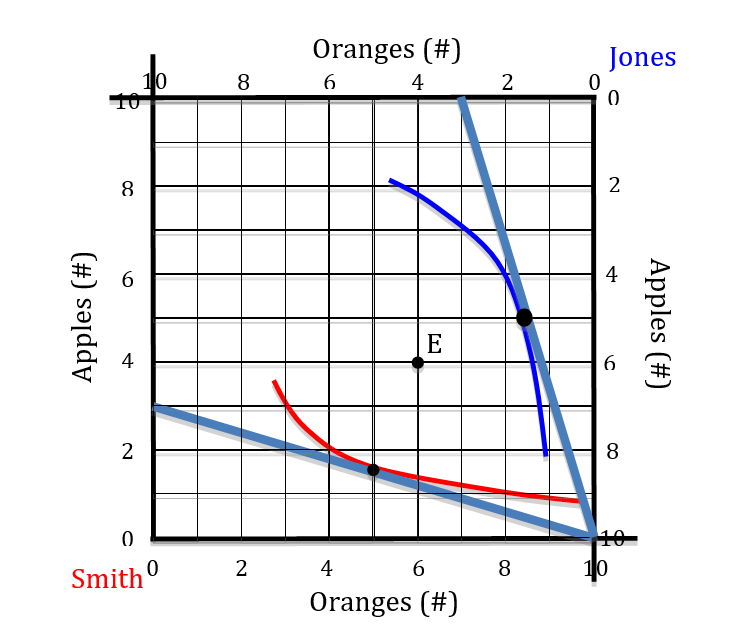 Oranges (#)
Jones
10 8 6 4 2 0
10 0
8 2
6 4
Apples (#)
Apples (#)
E
4 6
2 8
0 10
Smith
0 2 4 6 8 10
Oranges (#)